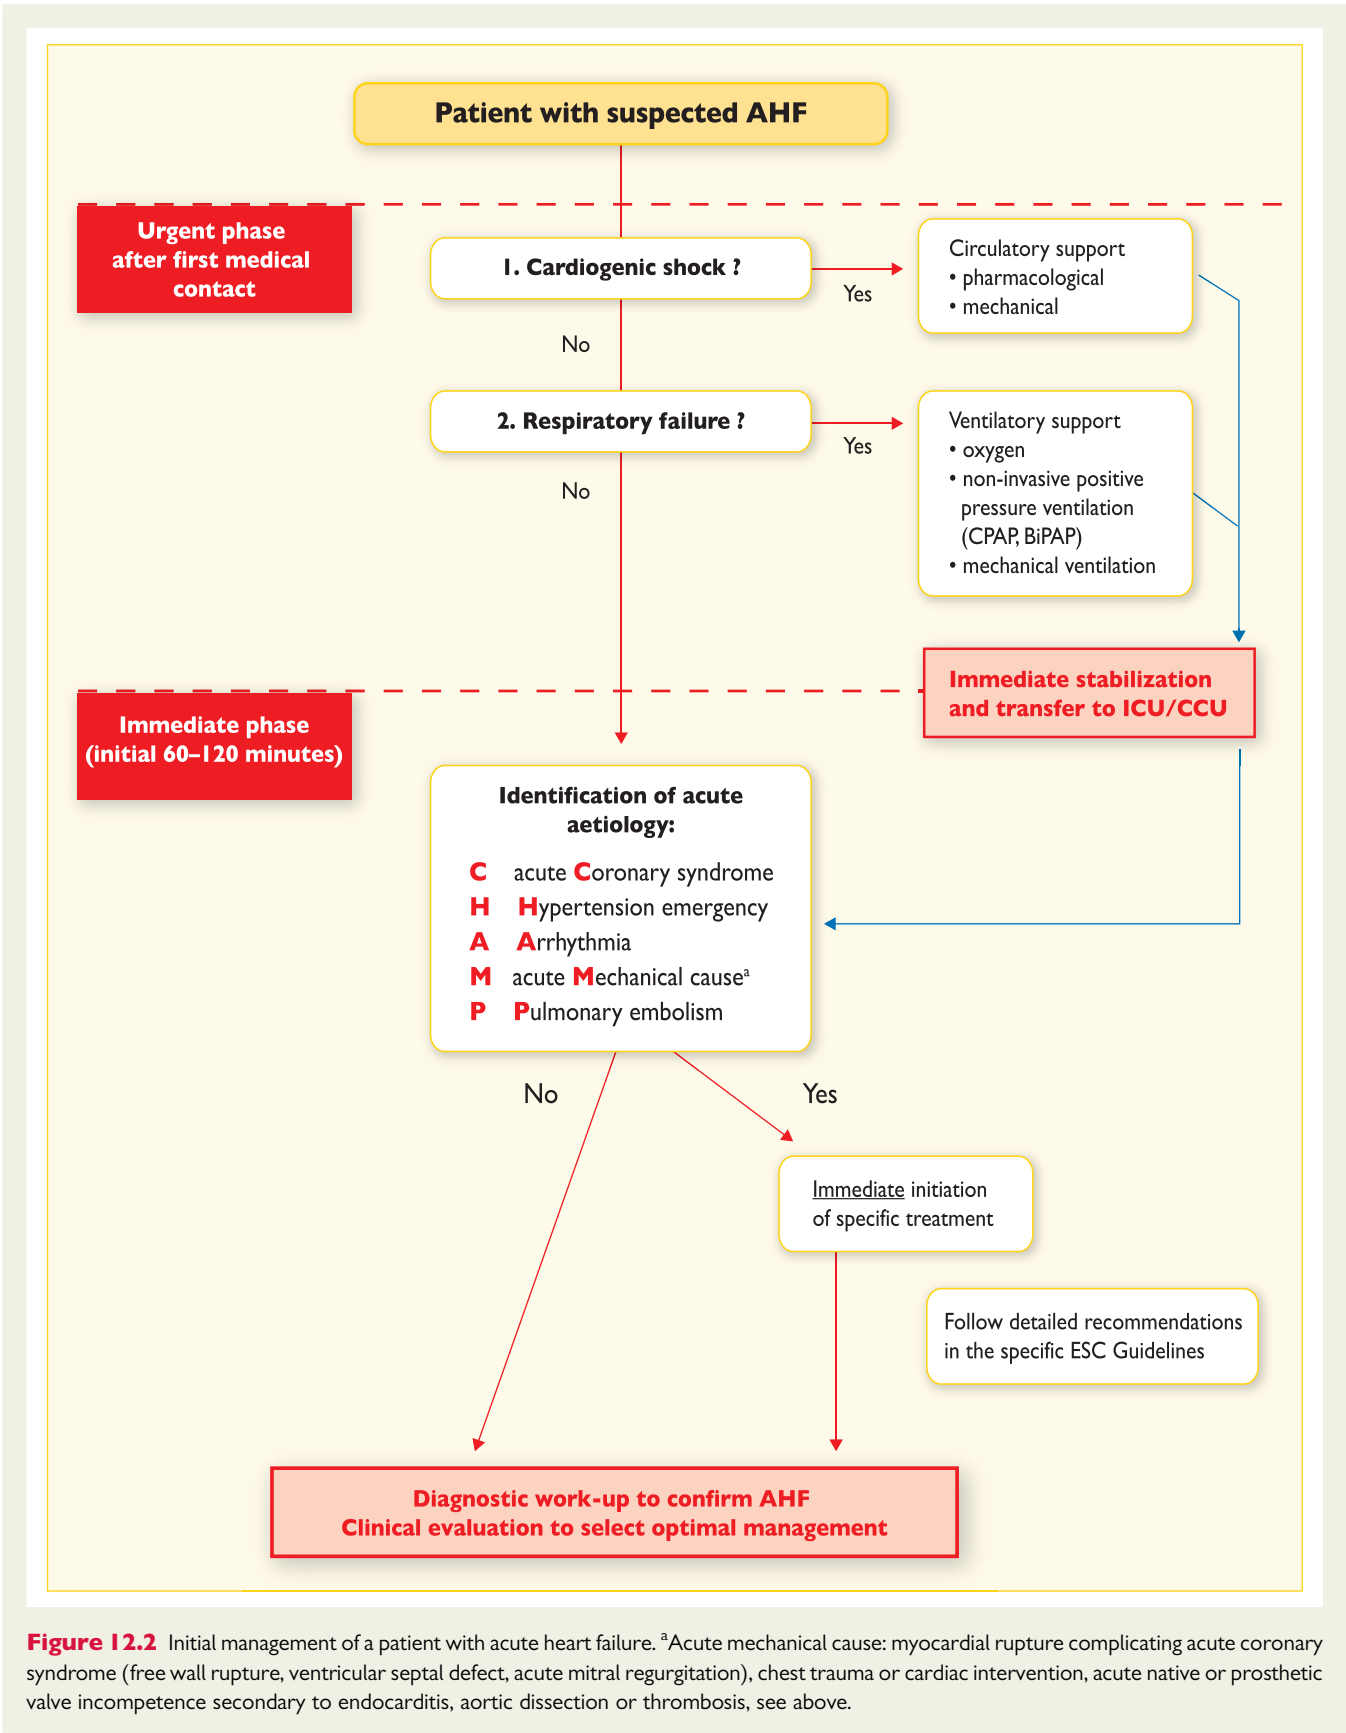 Patient with suspected AHF
Urgent phase
after first medical
contact
1. Cardiogenic shock ?
Yes
Circulatory support
• pharmacological
• mechanical
No
2. Respiratory failure ?
Yes
Ventilatory support
• oxygen
• non-invasive positive
pressure ventilation
(CPAP, BiPAP)
• mechanical ventilation
No
Immediate stabilization
and transfer to ICU/CCU
Immediate phase
(initial 60–120 minutes)
Identification of acute
aetiology:
C acute Coronary syndrome
H Hypertension emergency
A Arrhythmia
M acute Mechanical causeᵃ
P Pulmonary embolism
No
Yes
Immediate initiation
of specific treatment
Follow detailed recommendations
in the specific ESC Guidelines
Diagnostic work-up to confirm AHF
Clinical evaluation to select optimal management
Figure 12.2 Initial management of a patient with acute heart failure. ᵃAcute mechanical cause: myocardial rupture complicating acute coronary
syndrome (free wall rupture, ventricular septal defect, acute mitral regurgitation), chest trauma or cardiac intervention, acute native or prosthetic
valve incompetence secondary to endocarditis, aortic dissection or thrombosis, see above.